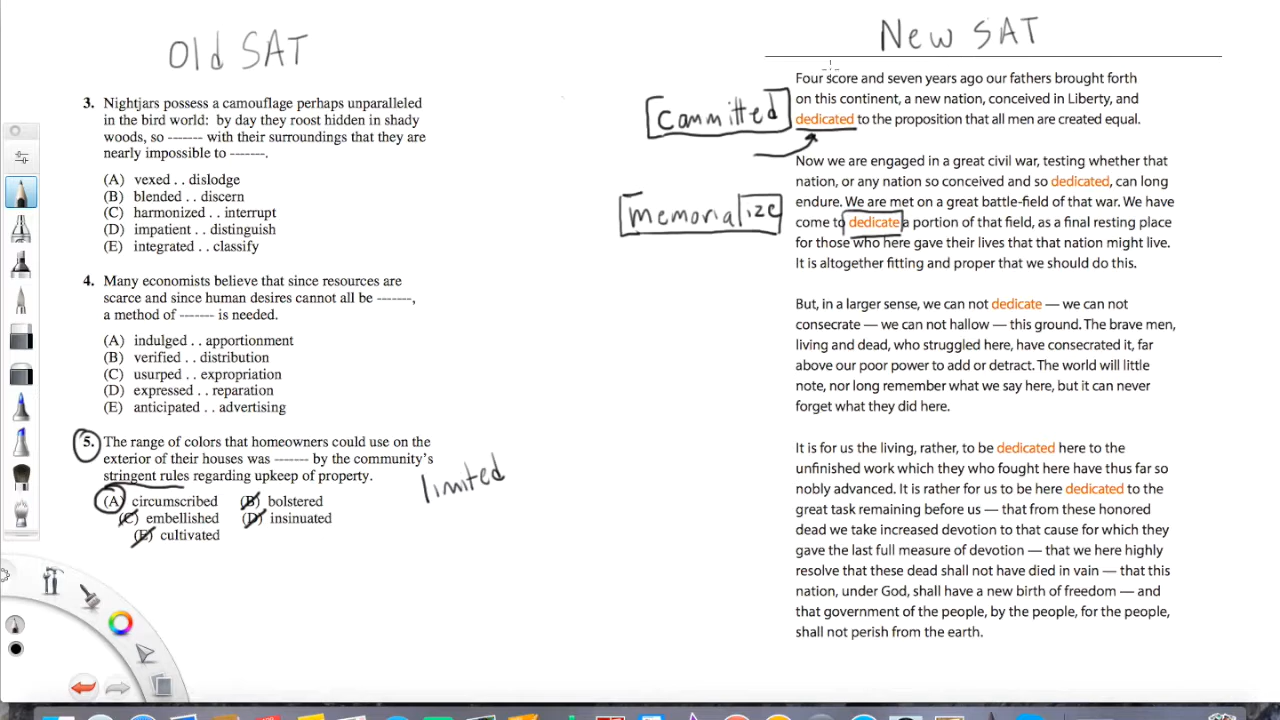 Old SAT
3. Nightjars possess a camouflage perhaps unparalleled
in the bird world: by day they roost hidden in shady
woods, so ------- with their surroundings that they are
nearly impossible to -------.
(A) vexed . . dislodge
(B) blended . . discern
(C) harmonized . . interrupt
(D) impatient . . distinguish
(E) integrated . . classify
4. Many economists believe that since resources are
scarce and since human desires cannot all be -------,
a method of ------- is needed.
(A) indulged . . apportionment
(B) verified . . distribution
(C) usurped . . expropriation
(D) expressed . . reparation
(E) anticipated . . advertising
5. The range of colors that homeowners could use on the
exterior of their houses was ------- by the community’s
stringent rules regarding upkeep of property.
limited
(A) circumscribed (B) bolstered
(C) embellished (D) insinuated
(E) cultivated
New SAT
committed
memorialize
Four score and seven years ago our fathers brought forth
on this continent, a new nation, conceived in Liberty, and
dedicated to the proposition that all men are created equal.
Now we are engaged in a great civil war, testing whether that
nation, or any nation so conceived and so dedicated, can long
endure. We are met on a great battle-field of that war. We have
come to dedicate a portion of that field, as a final resting place
for those who here gave their lives that that nation might live.
It is altogether fitting and proper that we should do this.
But, in a larger sense, we can not dedicate — we can not
consecrate — we can not hallow — this ground. The brave men,
living and dead, who struggled here, have consecrated it, far
above our poor power to add or detract. The world will little
note, nor long remember what we say here, but it can never
forget what they did here.
It is for us the living, rather, to be dedicated here to the
unfinished work which they who fought here have thus far so
nobly advanced. It is rather for us to be here dedicated to the
great task remaining before us — that from these honored
dead we take increased devotion to that cause for which they
gave the last full measure of devotion — that we here highly
resolve that these dead shall not have died in vain — that this
nation, under God, shall have a new birth of freedom — and
that government of the people, by the people, for the people,
shall not perish from the earth.